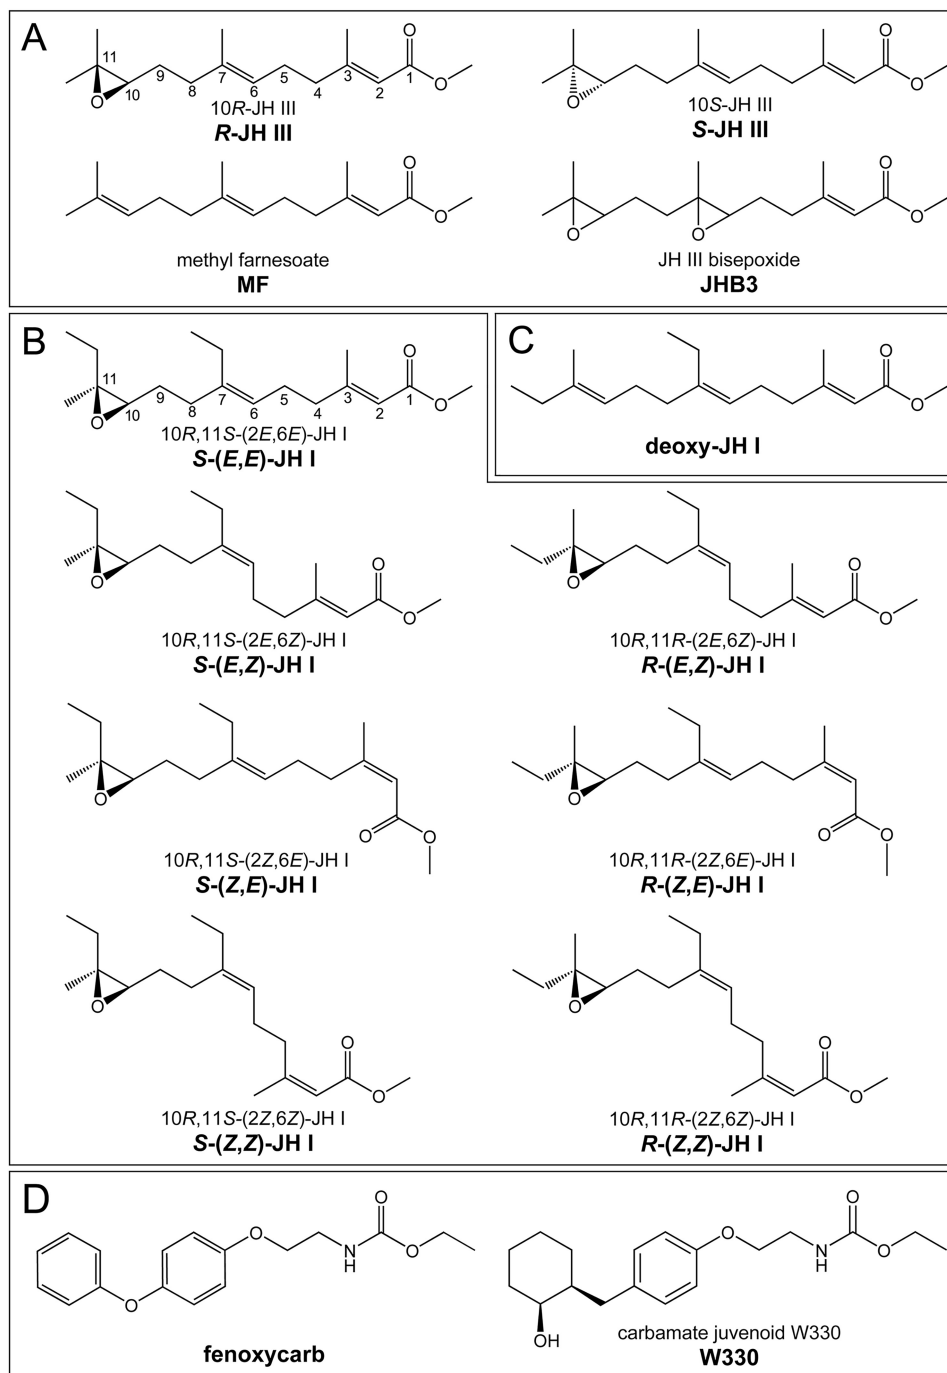 A
11
10
9
8
7
6
5
4
3
2
1
O
O
O
10R-JH III
R-JH III
O
O
O
10S-JH III
S-JH III
O
O
methyl farnesoate
MF
O
O
O
O
JH III bisepoxide
JHB3
B
11
10
9
8
7
6
5
4
3
2
1
O
O
O
10R,11S-(2E,6E)-JH I
S-(E,E)-JH I
C
O
O
deoxy-JH I
O
O
O
10R,11S-(2E,6Z)-JH I
S-(E,Z)-JH I
O
O
O
10R,11R-(2E,6Z)-JH I
R-(E,Z)-JH I
O
O
O
10R,11S-(2Z,6E)-JH I
S-(Z,E)-JH I
O
O
O
10R,11R-(2Z,6E)-JH I
R-(Z,E)-JH I
O
O
O
10R,11S-(2Z,6Z)-JH I
S-(Z,Z)-JH I
O
O
O
10R,11R-(2Z,6Z)-JH I
R-(Z,Z)-JH I
D
O
O
N
H
O
O
fenoxycarb
OH
O
N
H
O
O
carbamate juvenoid W330
W330